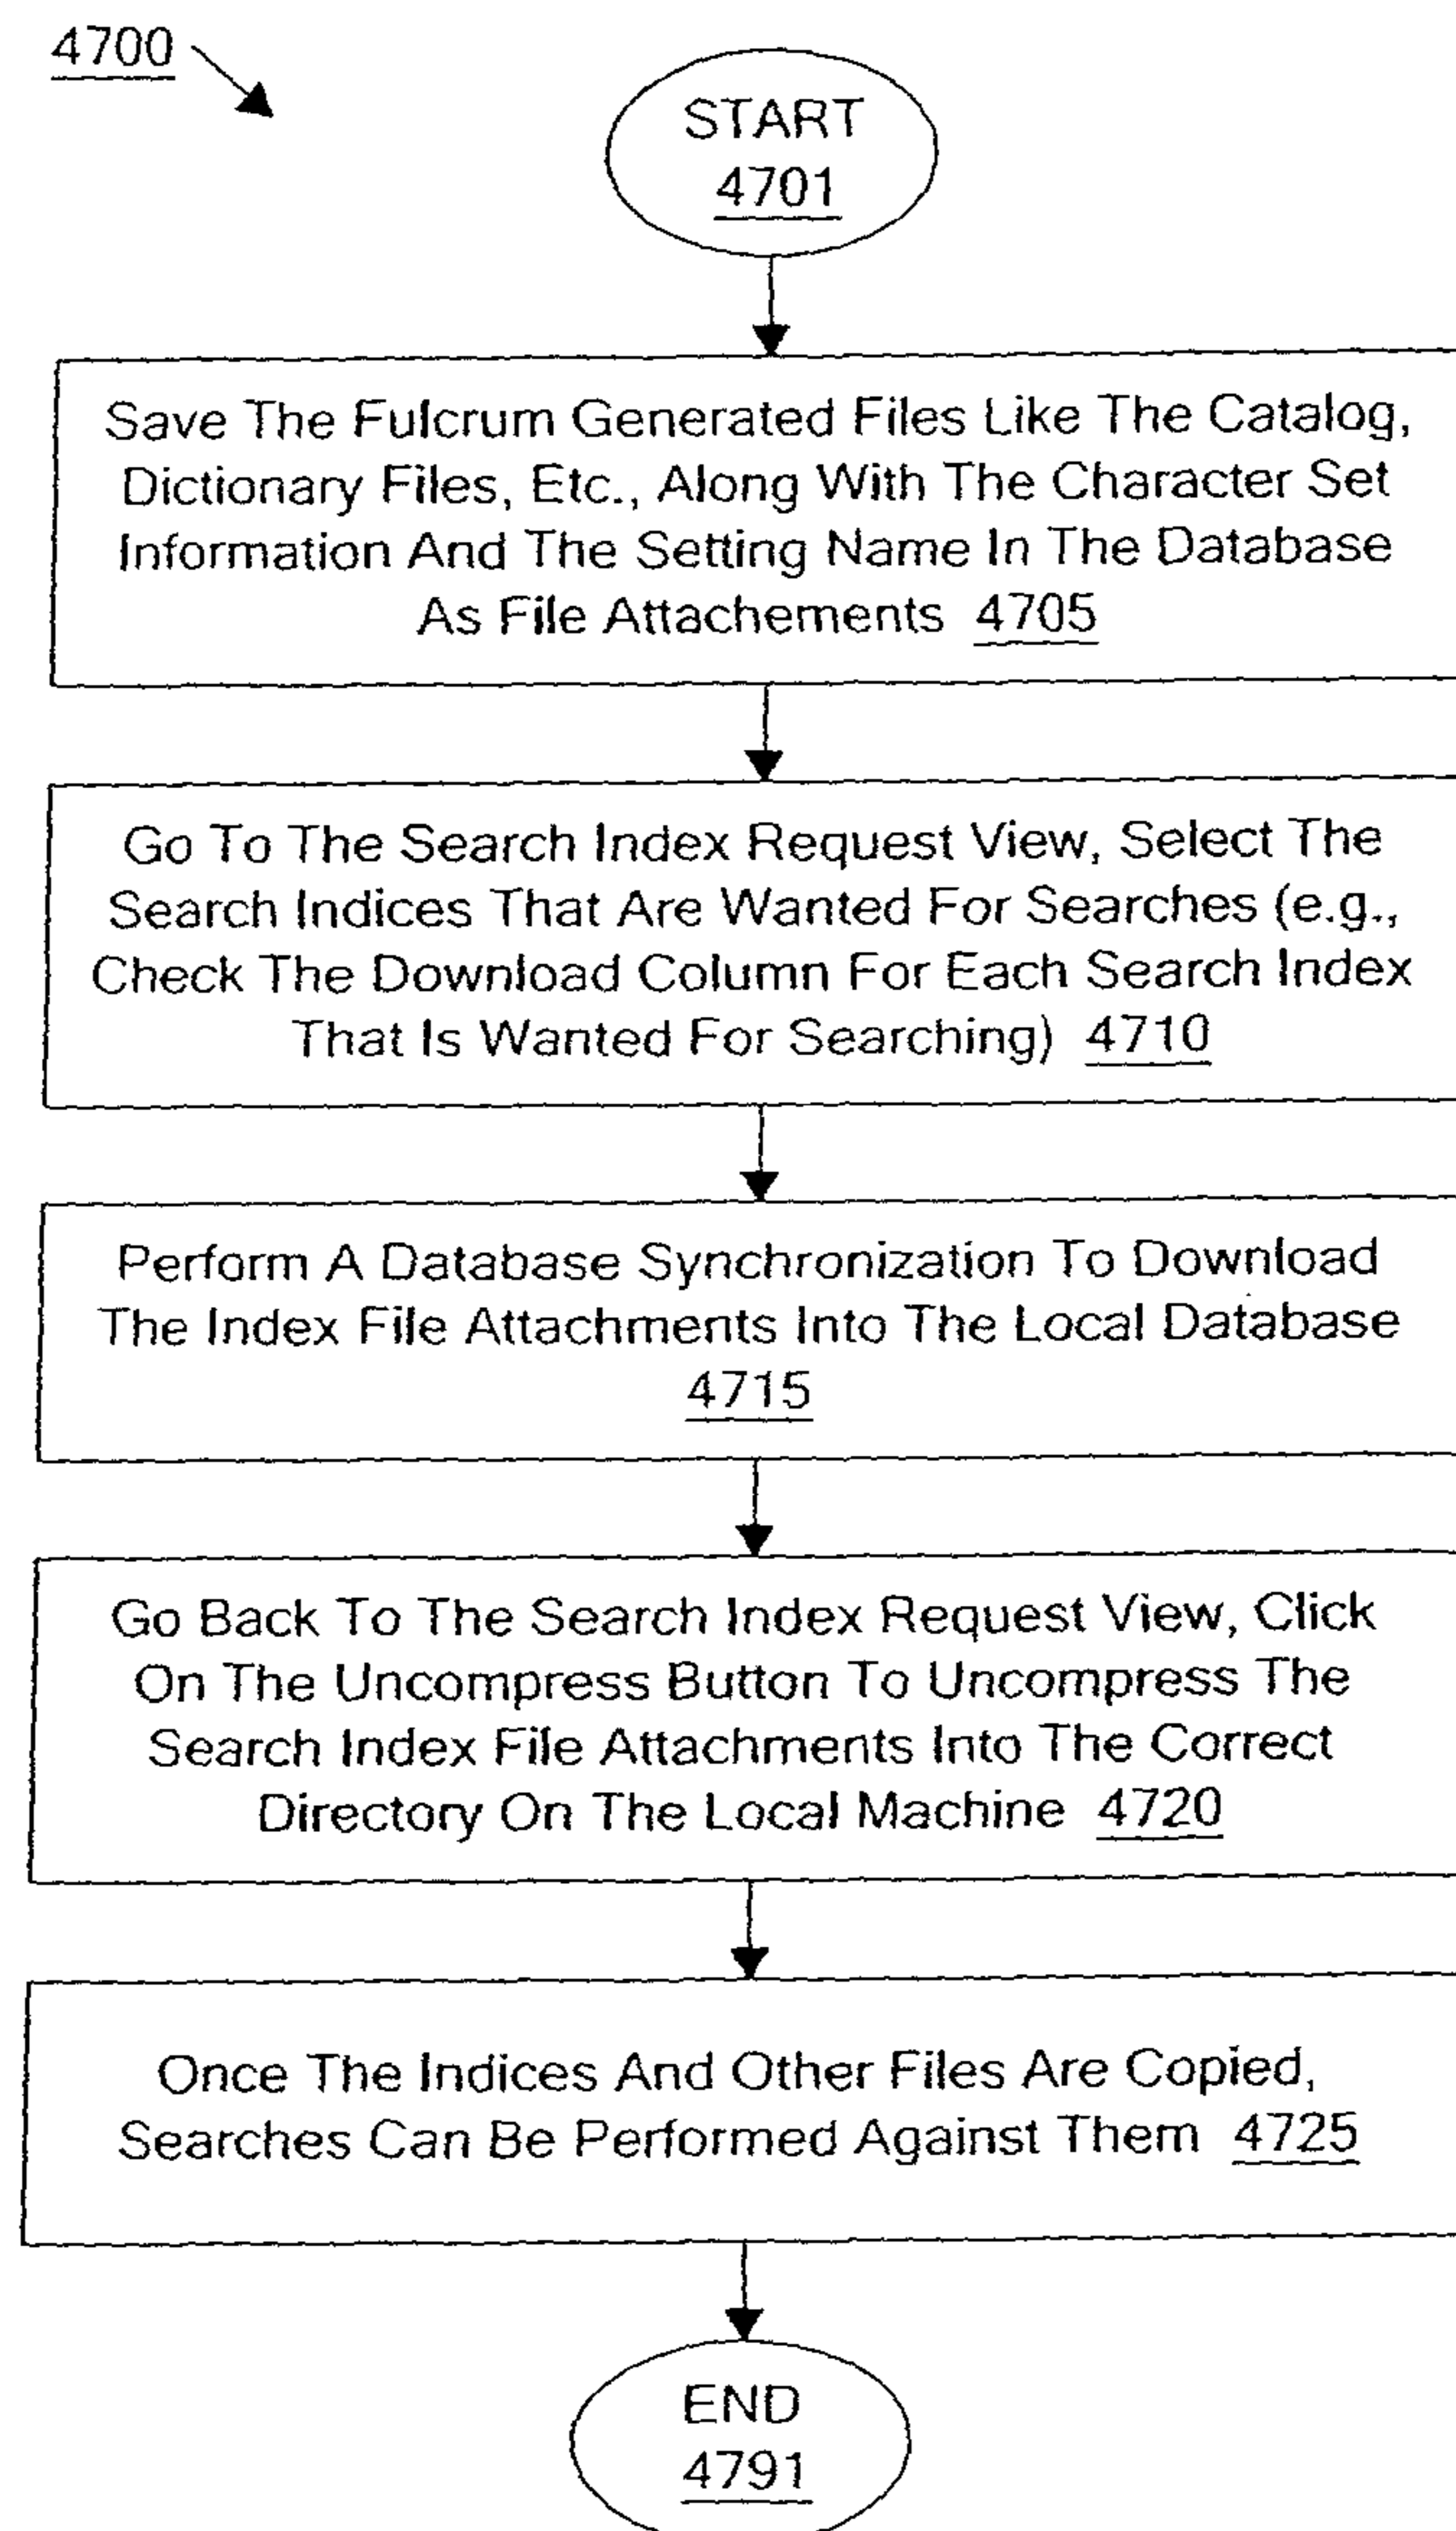 4700
START
4701
Save The Fulcrum Generated Files Like The Catalog,
Dictionary Files, Etc., Along With The Character Set
Information And The Setting Name In The Database
As File Attachements 4705
Go To The Search Index Request View, Select The
Search Indices That Are Wanted For Searches (e.g.,
Check The Download Column For Each Search Index
That Is Wanted For Searching) 4710
Perform A Database Synchronization To Download
The Index File Attachments Into The Local Database
4715
Go Back To The Search Index Request View, Click
On The Uncompress Button To Uncompress The
Search Index File Attachments Into The Correct
Directory On The Local Machine 4720
Once The Indices And Other Files Are Copied,
Searches Can Be Performed Against Them 4725
END
4791